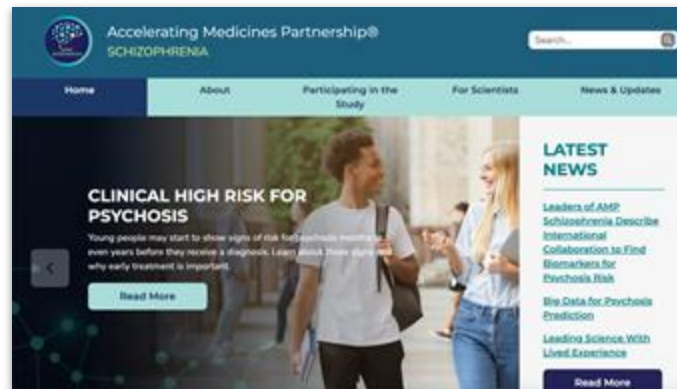 Accelerating Medicines Partnership®
SCHIZOPHRENIA
Search...
Home
About
Participating in the
Study
For Scientists
News & Updates
CLINICAL HIGH RISK FOR
PSYCHOSIS
Young people may start to show signs of risk for psychosis months or
even years before they receive a diagnosis. Learn about these signs and
why early treatment is important.
Read More
LATEST
NEWS
Leaders of AMP
Schizophrenia Describe
International
Collaboration to Find
Biomarkers for
Psychosis Risk
Big Data for Psychosis
Prediction
Leading Science With
Lived Experience
Read More